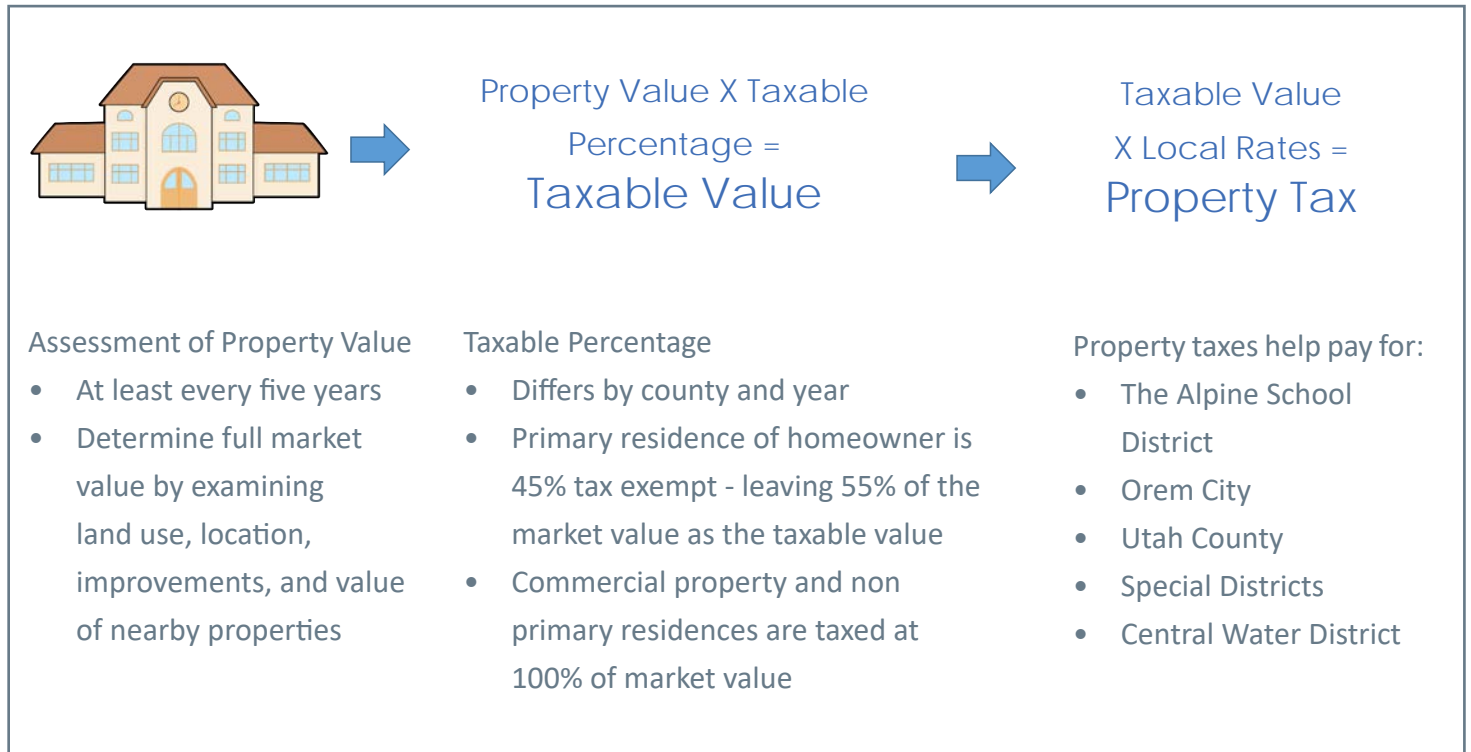 Property Value X Taxable
Percentage =
Taxable Value
Taxable Value
X Local Rates =
Property Tax
Assessment of Property Value
• At least every five years
• Determine full market
value by examining
land use, location,
improvements, and value
of nearby properties
Taxable Percentage
• Differs by county and year
• Primary residence of homeowner is
45% tax exempt - leaving 55% of the
market value as the taxable value
• Commercial property and non
primary residences are taxed at
100% of market value
Property taxes help pay for:
• The Alpine School
District
• Orem City
• Utah County
• Special Districts
• Central Water District